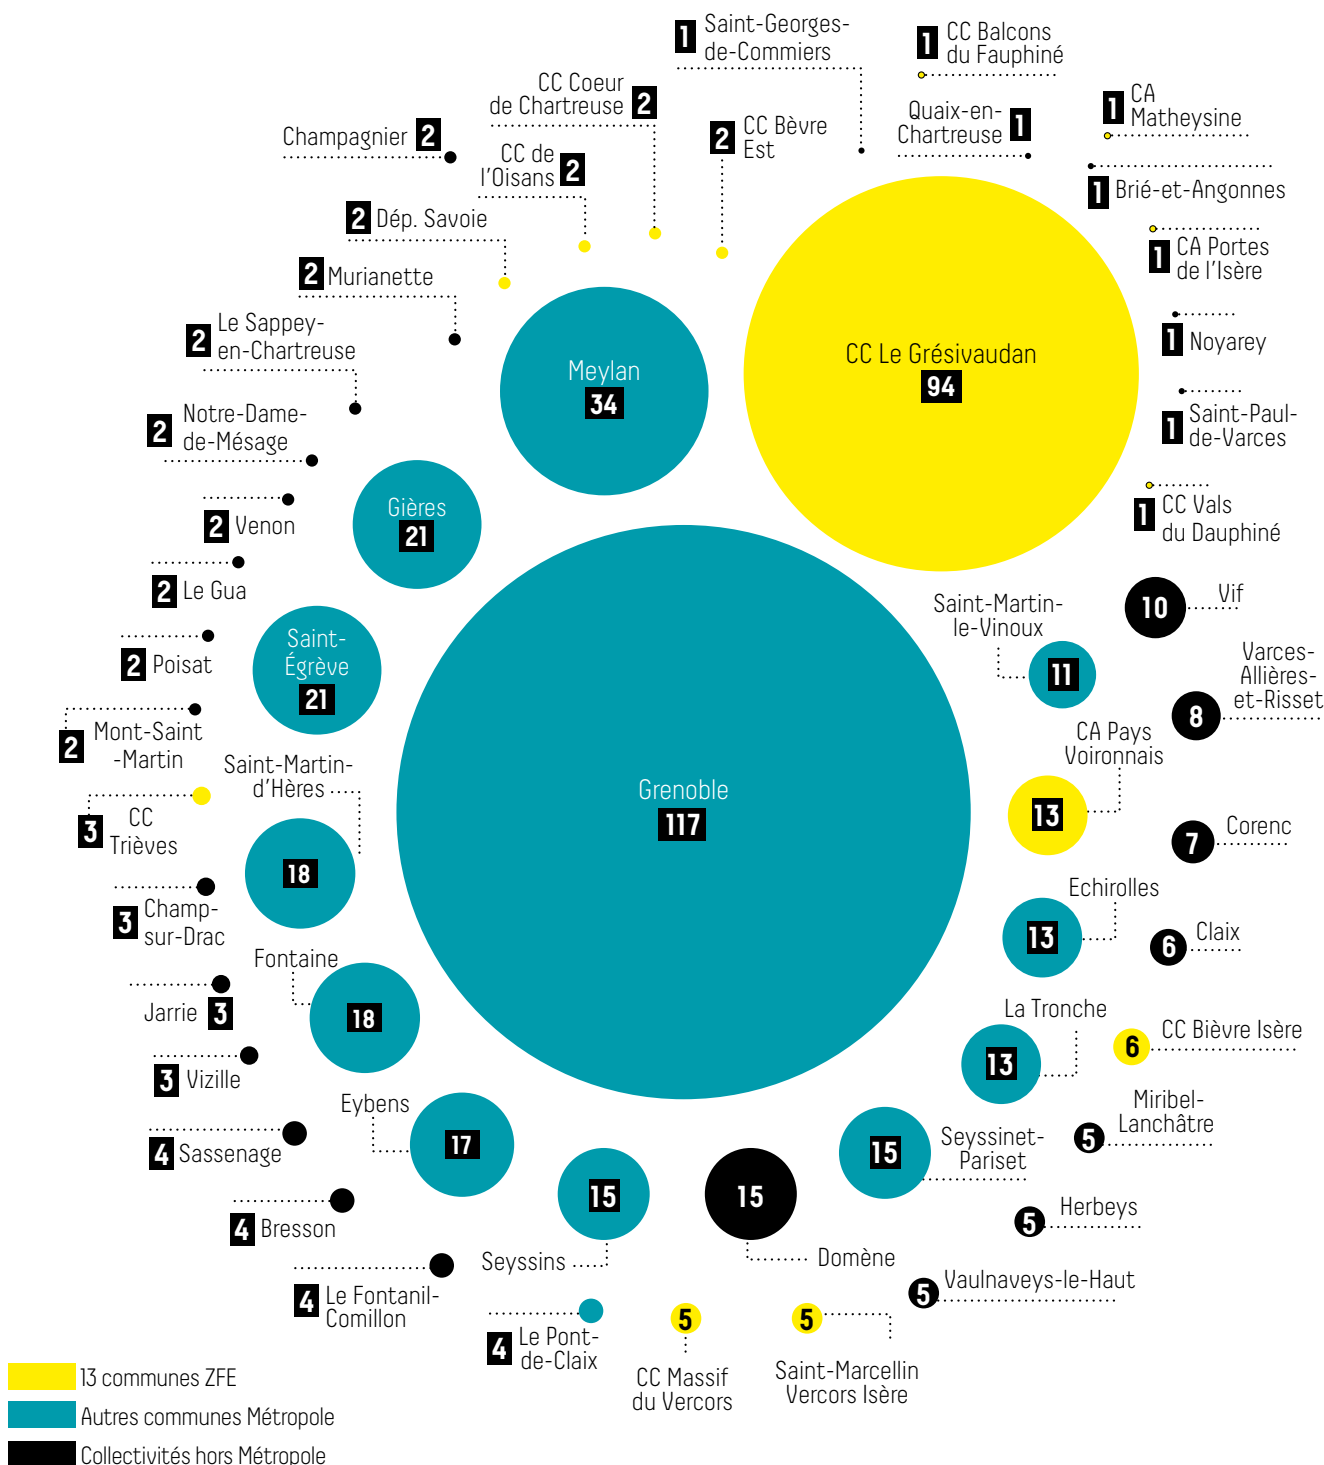 1 Saint-Georges-
de-Commiers
1 CC Balcons
du Fauphiné
CC Coeur
de Chartreuse 2
2 CC Bèvre
Est
Quaix-en-
Chartreuse 1
1 CA
Matheysine
Champagnier 2
CC de
l'Oisans 2
1 Brié-et-Angonnes
2 Dép. Savoie
1 CA Portes
de l'Isère
2 Murianette
2 Le Sappey-
en-Chartreuse
Meylan
34
CC Le Grésivaudan
94
1 Noyarey
2 Notre-Dame-
de-Mésage
1 Saint-Paul-
de-Varces
Gières
21
2 Venon
1 CC Vals
du Dauphiné
2 Le Gua
Saint-Martin-
le-Vinoux
11
10 Vif
2 Poisat
Saint-
Égrève
21
Varces-
Allières-
et-Risset
8
2 Mont-Saint
-Martin
CA Pays
Voironnais
13
Saint-Martin-
d'Hères
18
Grenoble
117
3 CC
Trièves
7 Corenc
3 Champ-
sur-Drac
Echirolles
13
6 Claix
Fontaine
18
Jarrie 3
La Tronche
13
6 CC Bièvre Isère
3 Vizille
Eybens
17
Miribel-
Lanchâtre
5
4 Sassenage
15 Seyssinet-
Pariset
15
Seyssins
15
Domène
5 Herbeys
4 Bresson
5 Vaulnaveys-le-Haut
4 Le Fontanil-
Comillon
4 Le Pont-
de-Claix
5
CC Massif
du Vercors
5
Saint-Marcellin
Vercors Isère
13 communes ZFE
Autres communes Métropole
Collectivités hors Métropole